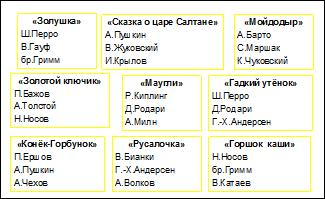 «Золушка»
Ш.Перро
В.Гауф
бр.Гримм
«Сказка о царе Салтане»
А.Пушкин
В.Жуковский
И.Крылов
«Мойдодыр»
А.Барто
С.Маршак
К.Чуковский
«Золотой ключик»
П.Бажов
А.Толстой
Н.Носов
«Маугли»
Р.Киплинг
Д.Родари
А.Милн
«Гадкий утёнок»
Ш.Перро
Д.Родари
Г.-Х.Андерсен
«Конёк-Горбунок»
П.Ершов
А.Пушкин
А.Чехов
«Русалочка»
В.Бианки
Г.-Х.Андерсен
А.Волков
«Горшок каши»
Н.Носов
бр.Гримм
В.Катаев